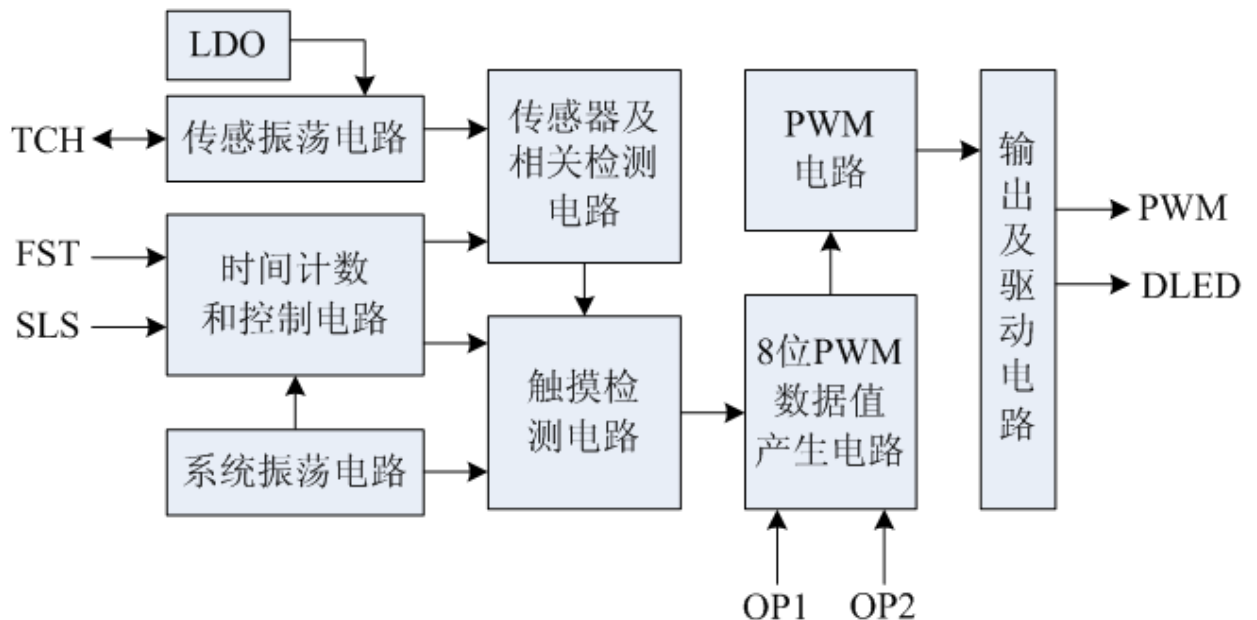 LDO
TCH
传感振荡电路
传感器及
相关检测
电路
PWM
电路
输
出
及
驱
动
电
路
PWM
DLED
FST
SLS
时间计数
和控制电路
触摸检
测电路
8位PWM
数据值
产生电路
系统振荡电路
OP1
OP2